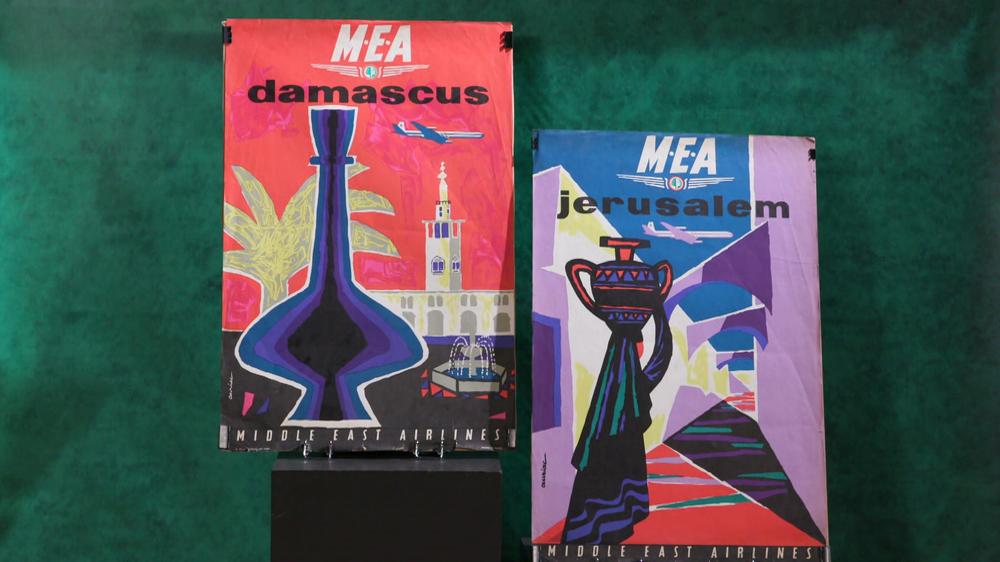 M·E·A
damascus
MIDDLE EAST AIRLINES
M·E·A
jerusalem
MIDDLE EAST AIRLINES